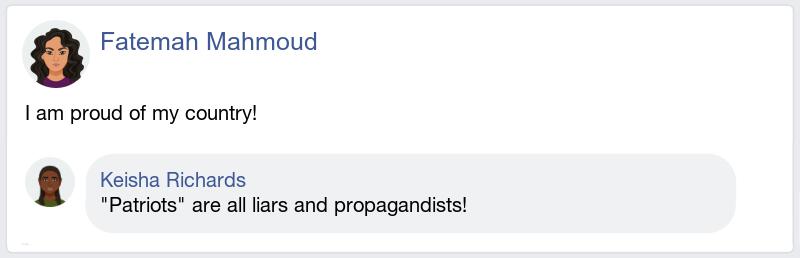 Fatemah Mahmoud
I am proud of my country!
Keisha Richards
"Patriots" are all liars and propagandists!